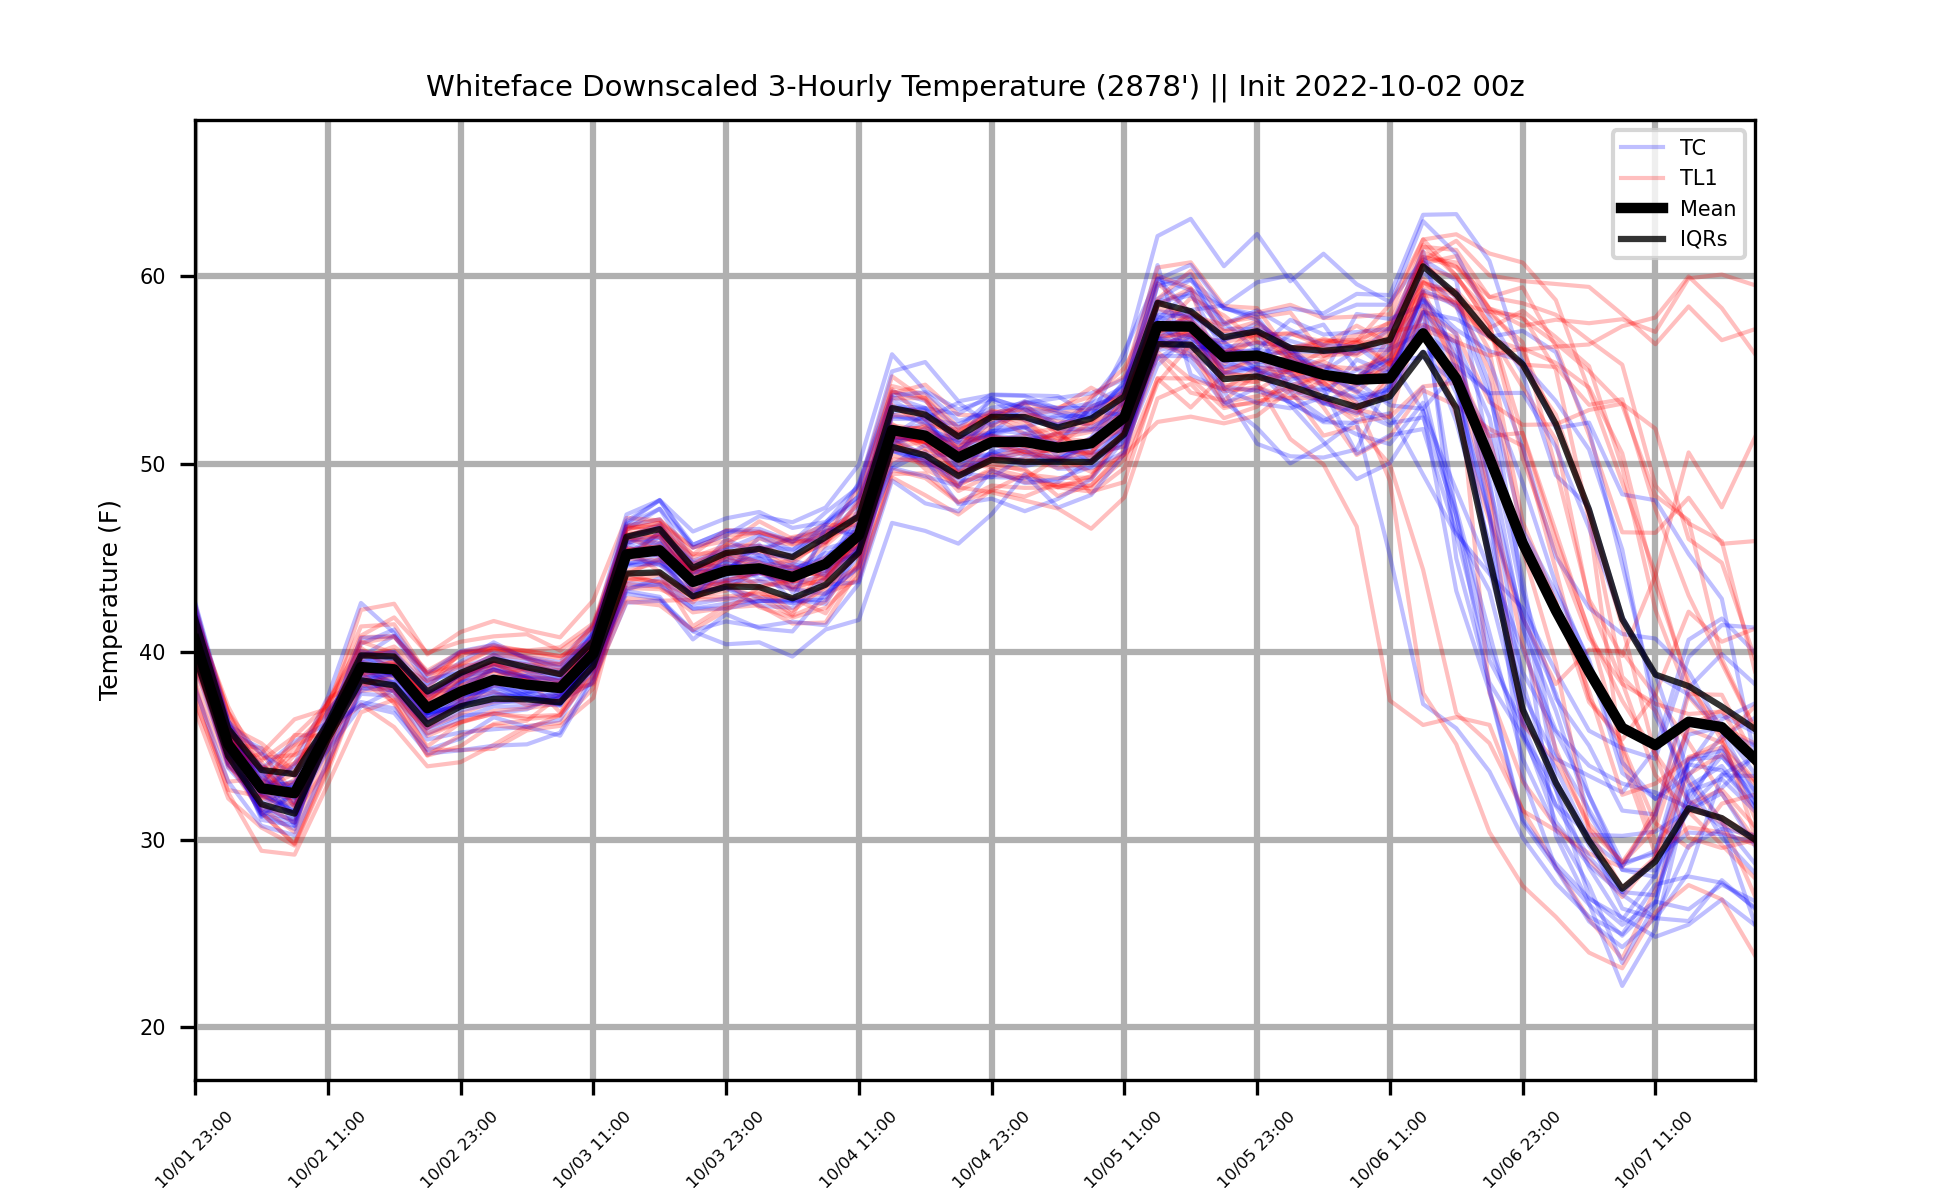 Whiteface Downscaled 3-Hourly Temperature (2878') || Init 2022-10-02 00z
TC
TL1
Mean
IQRs
Temperature (F)
60
50
40
30
20
10/01 23:00
10/02 11:00
10/02 23:00
10/03 11:00
10/03 23:00
10/04 11:00
10/04 23:00
10/05 11:00
10/05 23:00
10/06 11:00
10/06 23:00
10/07 11:00